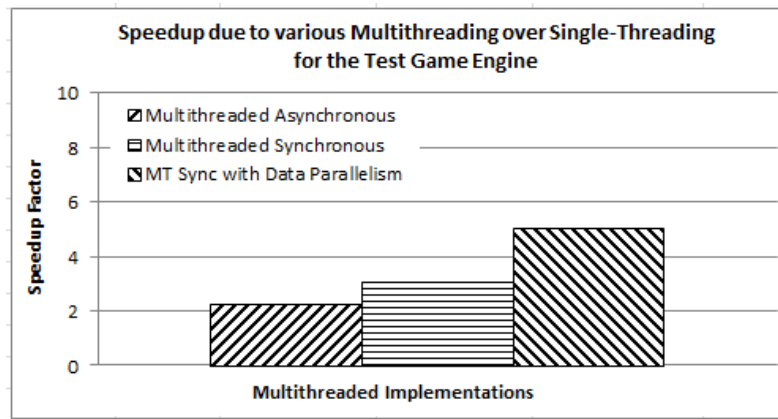 Speedup due to various Multithreading over Single-Threading
for the Test Game Engine
10
8
6
4
2
0
Speedup Factor
Multithreaded Asynchronous
Multithreaded Synchronous
MT Sync with Data Parallelism
Multithreaded Implementations